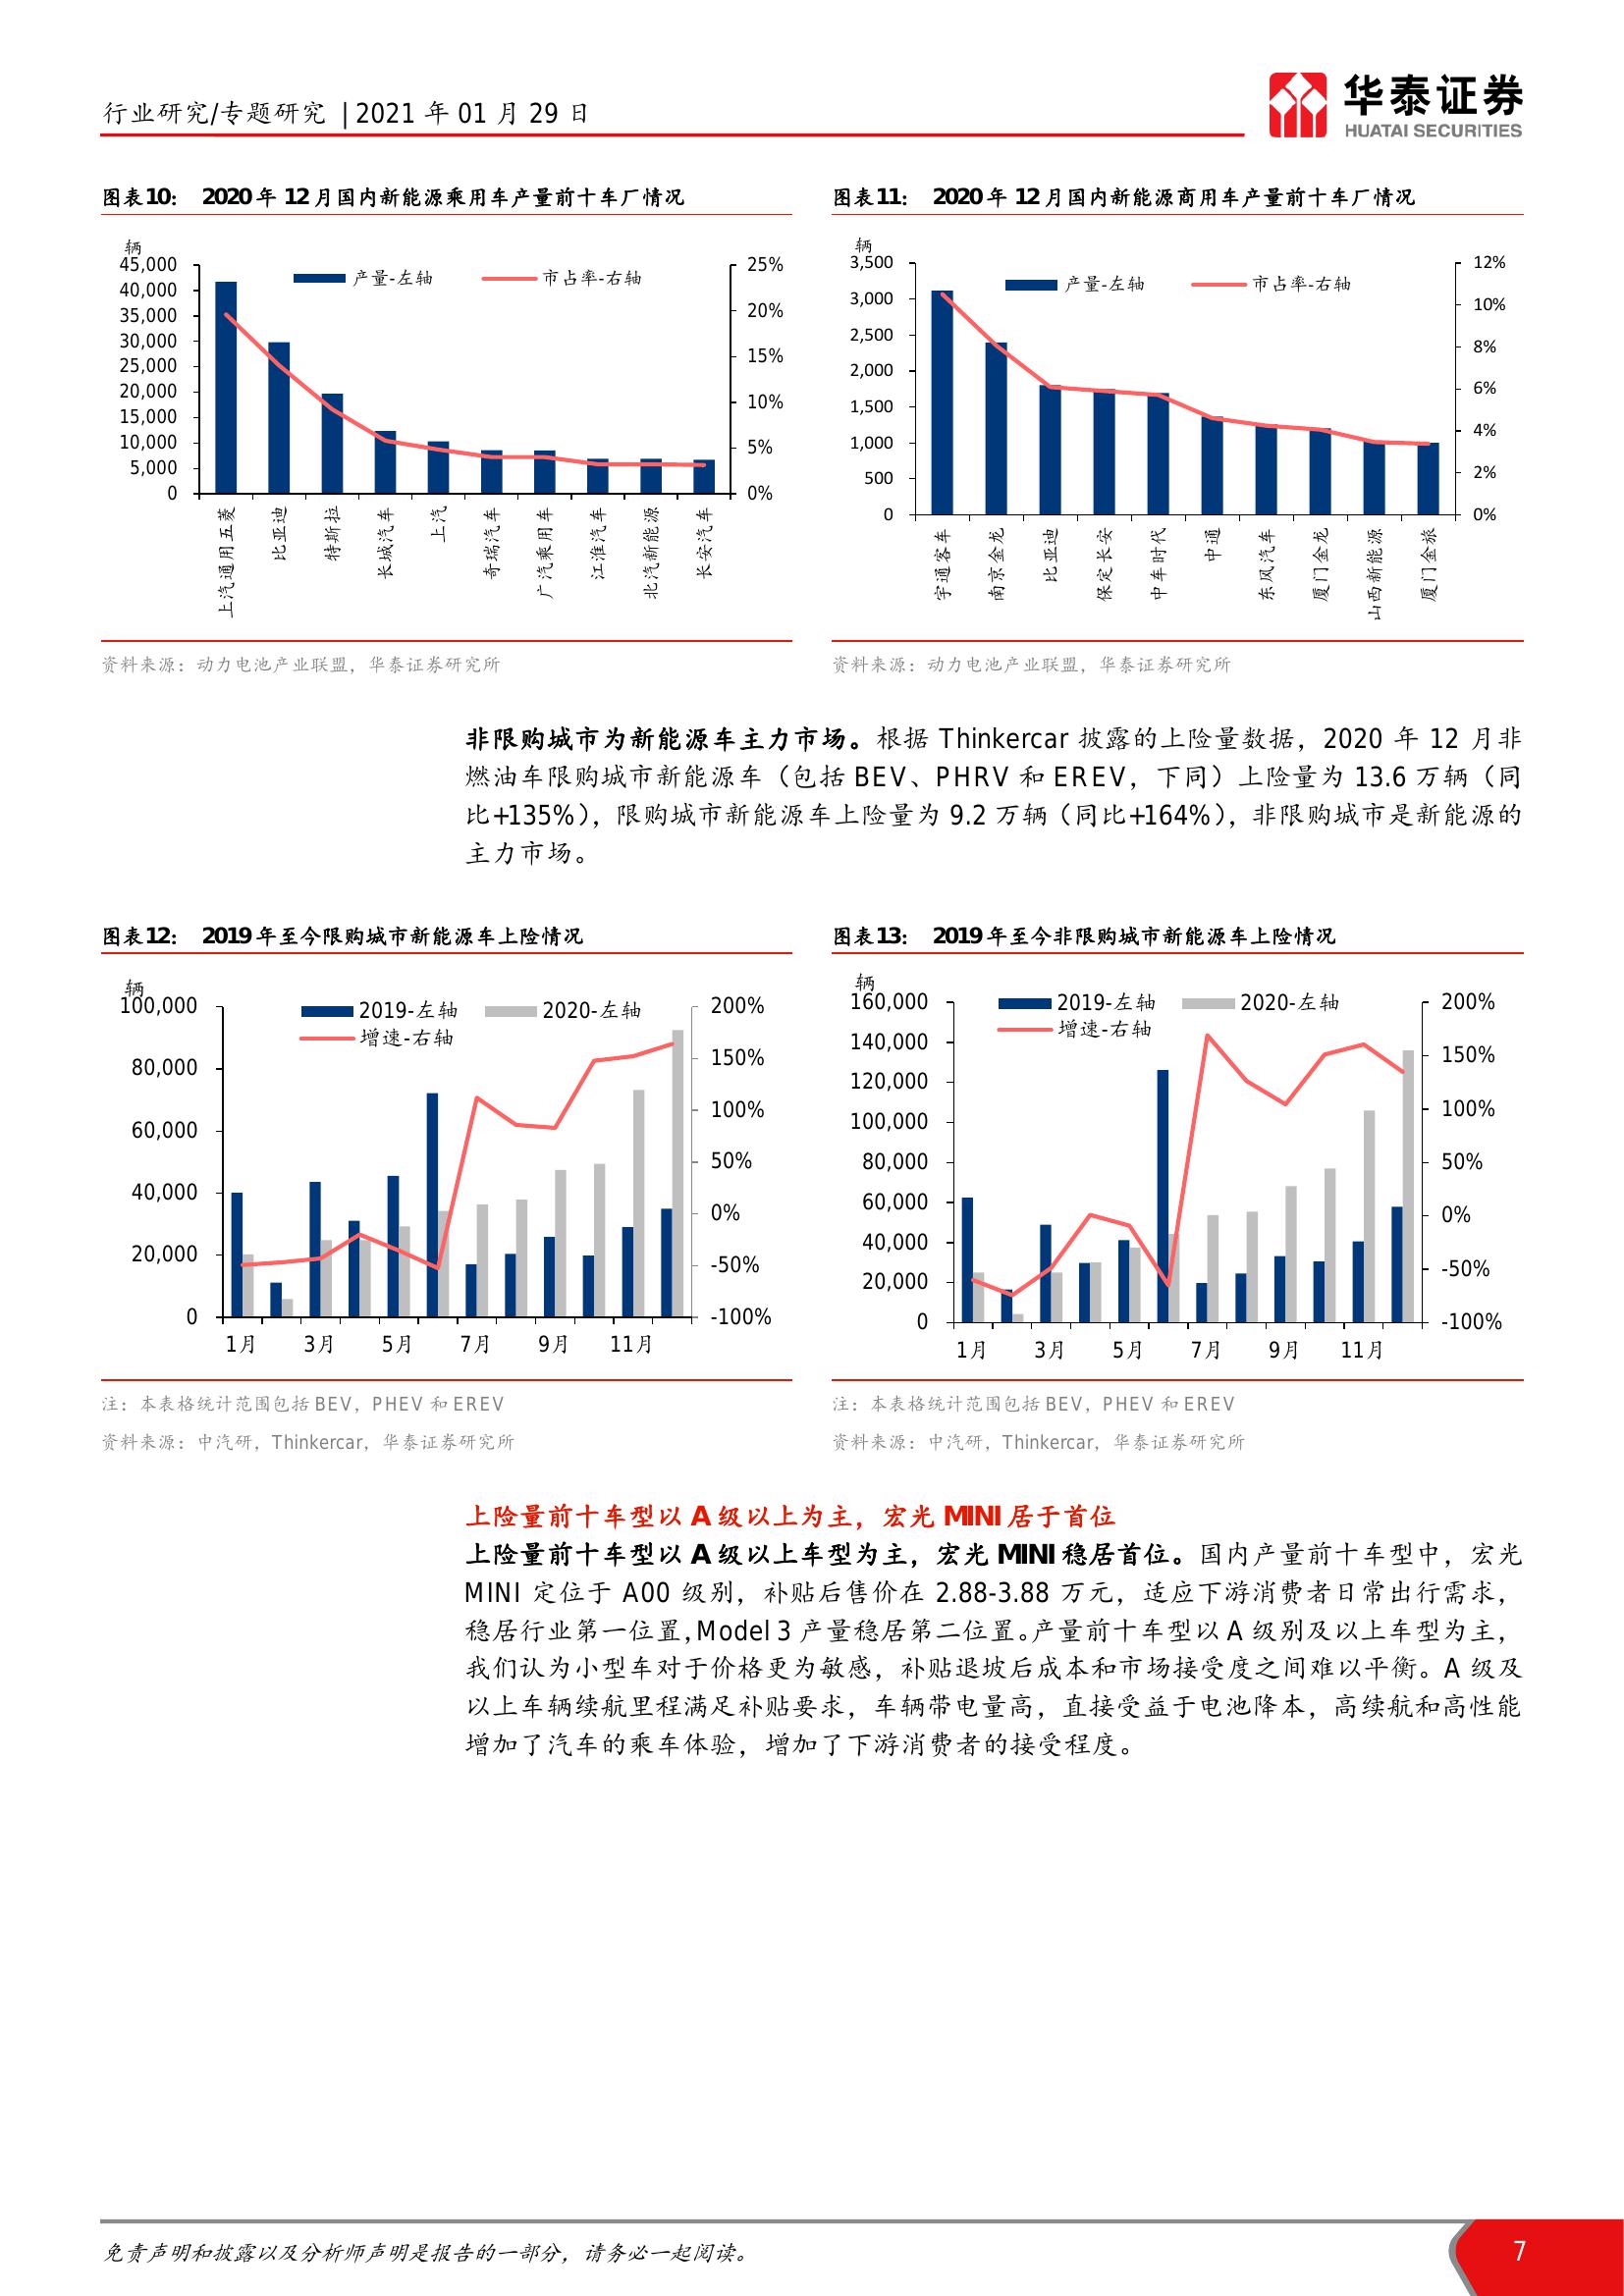 行业研究/专题研究 | 2021 年 01 月 29 日
华泰证券
HUATAI SECURITIES
图表10： 2020 年 12 月国内新能源乘用车产量前十车厂情况
辆
产量-左轴 市占率-右轴
45,000
40,000
35,000
30,000
25,000
20,000
15,000
10,000
5,000
0
25%
20%
15%
10%
5%
0%
上汽通用五菱
比亚迪
特斯拉
长城汽车
上汽
奇瑞汽车
广汽乘用车
江淮汽车
北汽新能源
长安汽车
资料来源：动力电池产业联盟，华泰证券研究所
图表11： 2020 年 12 月国内新能源商用车产量前十车厂情况
辆
产量-左轴 市占率-右轴
3,500
3,000
2,500
2,000
1,500
1,000
500
0
12%
10%
8%
6%
4%
2%
0%
宇通客车
南京金龙
比亚迪
保定长安
中车时代
中通
东风汽车
厦门金龙
山西新能源
厦门金旅
资料来源：动力电池产业联盟，华泰证券研究所
非限购城市为新能源车主力市场。根据 Thinkercar 披露的上险量数据，2020 年 12 月非
燃油车限购城市新能源车（包括 BEV、PHRV 和 EREV，下同）上险量为 13.6 万辆（同
比+135%），限购城市新能源车上险量为 9.2 万辆（同比+164%），非限购城市是新能源的
主力市场。
图表12： 2019 年至今限购城市新能源车上险情况
辆
2019-左轴 2020-左轴
增速-右轴
100,000
80,000
60,000
40,000
20,000
0
200%
150%
100%
50%
0%
-50%
-100%
1月 3月 5月 7月 9月 11月
注：本表格统计范围包括 BEV，PHEV 和 EREV
资料来源：中汽研，Thinkercar，华泰证券研究所
图表13： 2019 年至今非限购城市新能源车上险情况
辆
2019-左轴 2020-左轴
增速-右轴
160,000
140,000
120,000
100,000
80,000
60,000
40,000
20,000
0
200%
150%
100%
50%
0%
-50%
-100%
1月 3月 5月 7月 9月 11月
注：本表格统计范围包括 BEV，PHEV 和 EREV
资料来源：中汽研，Thinkercar，华泰证券研究所
上险量前十车型以 A 级以上为主，宏光 MINI 居于首位
上险量前十车型以 A 级以上车型为主，宏光 MINI 稳居首位。国内产量前十车型中，宏光
MINI 定位于 A00 级别，补贴后售价在 2.88-3.88 万元，适应下游消费者日常出行需求，
稳居行业第一位置，Model 3 产量稳居第二位置。产量前十车型以 A 级别及以上车型为主，
我们认为小型车对于价格更为敏感，补贴退坡后成本和市场接受度之间难以平衡。A 级及
以上车辆续航里程满足补贴要求，车辆带电量高，直接受益于电池降本，高续航和高性能
增加了汽车的乘车体验，增加了下游消费者的接受程度。
免责声明和披露以及分析师声明是报告的一部分，请务必一起阅读。
7